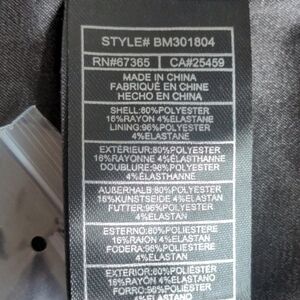 STYLE# BM301804
RN#67365 CA#25459
MADE IN CHINA
FABRIQUÉ EN CHINE
HECHO EN CHINA
SHELL:80%POLYESTER
16%RAYON 4%ELASTANE
LINING:96%POLYESTER
4%ELASTANE
EXTÉRIEUR:80%POLYESTER
16%RAYONNE 4%ÉLASTHANNE
DOUBLURE:96%POLYESTER
4%ÉLASTHANNE
AUßERHALB:80%POLYESTER
16%KUNSTSEIDE 4%ELASTAN
FUTTER:96%POLYESTER
4%ELASTAN
ESTERNO:80%POLIESTERE
16%RAION 4%ELASTAN
FODERA:96%POLIESTERE
4%ELASTAN
EXTERIOR:80%POLIÉSTER
16%RAYÓN 4%ELASTANO
FORRO:96%POLIÉSTER
4%ELASTANO